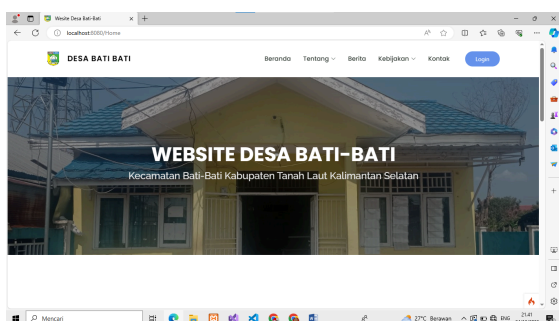 Wesite Desa Bati-Bati
localhost:8080/Home
DESA BATI BATI
Beranda Tentang Berita Kebijakan Kontak Login
WEBSITE DESA BATI-BATI
Kecamatan Bati-Bati Kabupaten Tanah Laut Kalimantan Selatan
Mencari
27°C Berawan
ENG
21.41